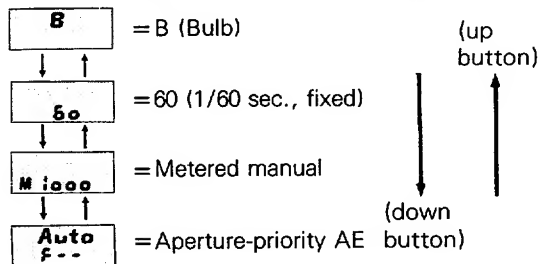 B = B (Bulb)
(up button)
60 = 60 (1/60 sec., fixed)
M 1000 = Metered manual
Auto F-- = Aperture-priority AE
(down button)